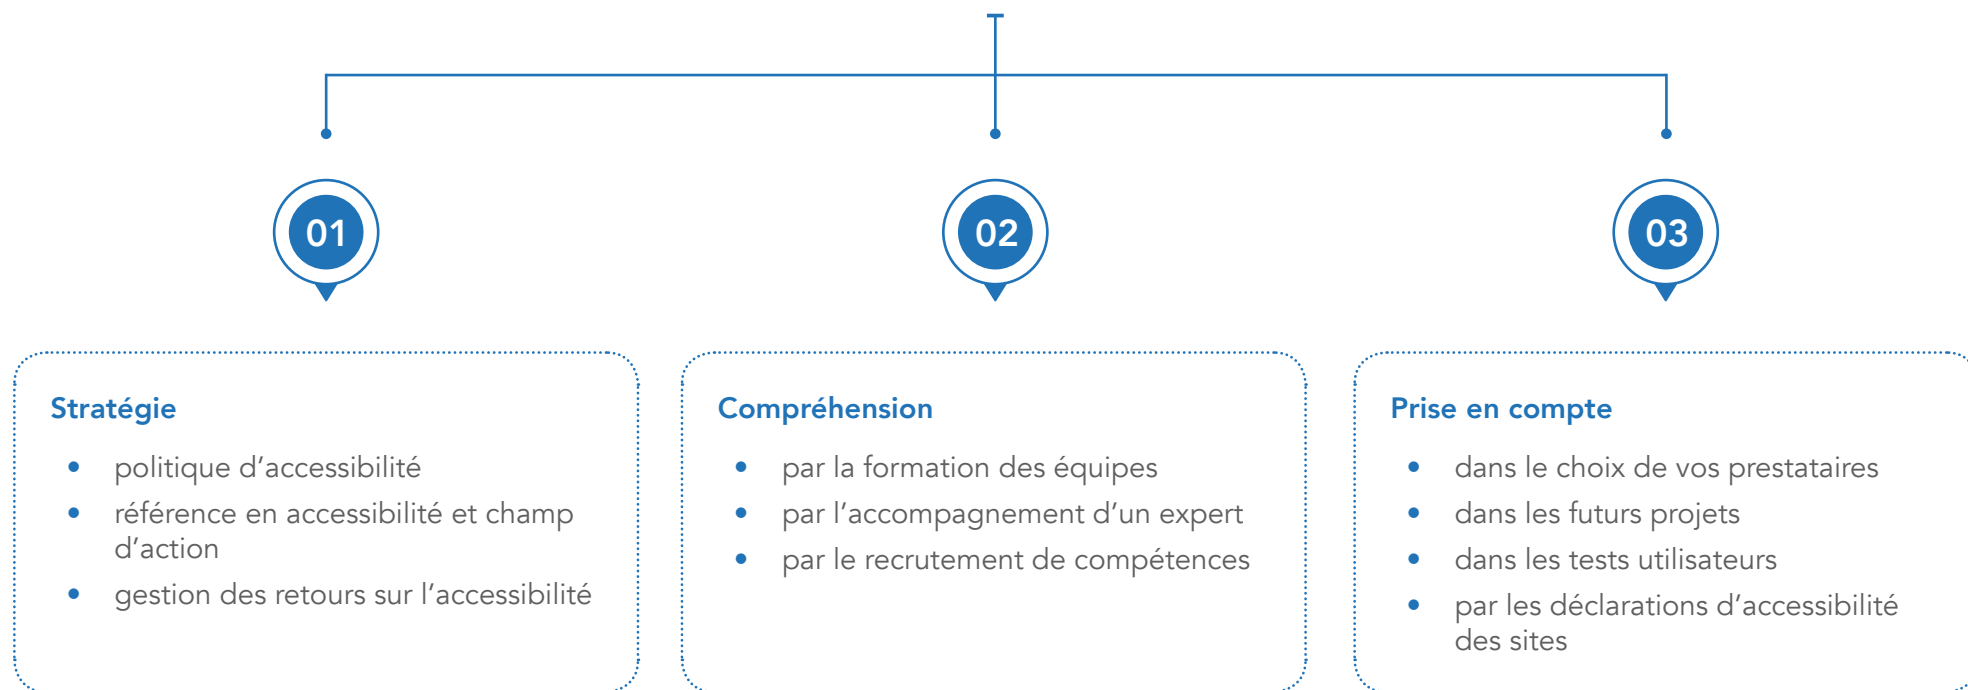 01
Stratégie
• politique d’accessibilité
• référence en accessibilité et champ
d’action
• gestion des retours sur l’accessibilité
02
Compréhension
• par la formation des équipes
• par l’accompagnement d’un expert
• par le recrutement de compétences
03
Prise en compte
• dans le choix de vos prestataires
• dans les futurs projets
• dans les tests utilisateurs
• par les déclarations d’accessibilité
des sites